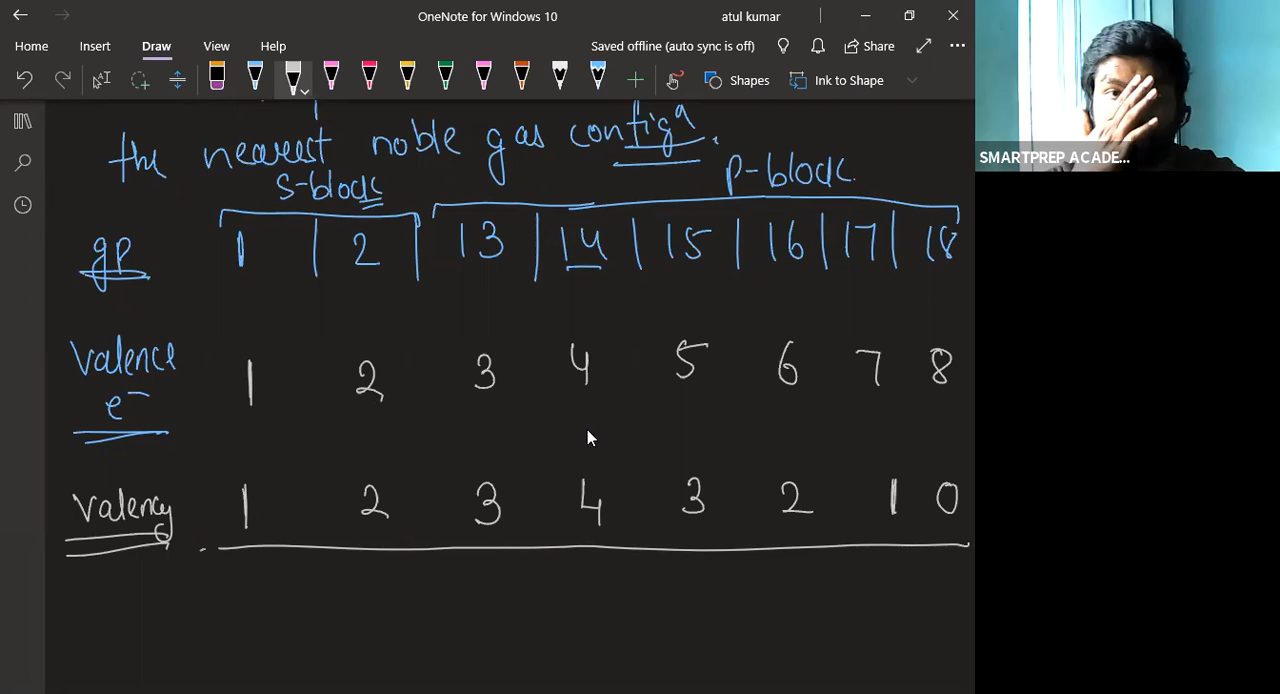 OneNote for Windows 10
atul kumar
Home Insert Draw View Help
Saved offline (auto sync is off)
Share
Shapes
Ink to Shape
SMARTPREP ACADE...
the nearest noble gas configⁿ.
s-block
p-block
gp 1 2 13 14 15 16 17 18
Valence 1 2 3 4 5 6 7 8
e⁻
Valency 1 2 3 4 3 2 1 0